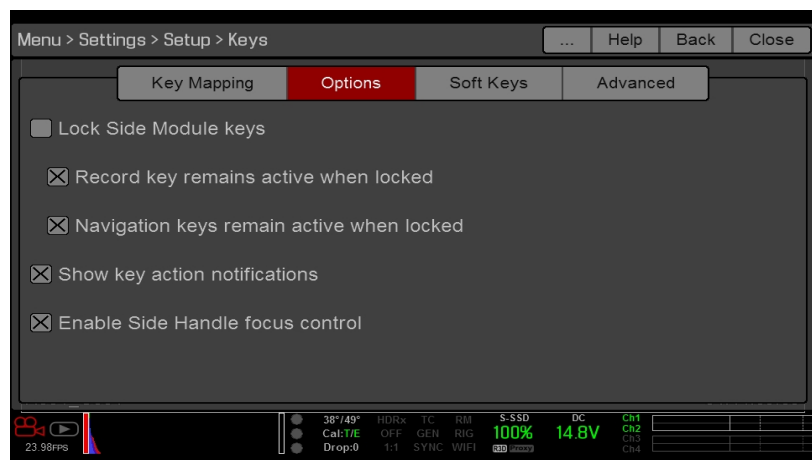 Menu > Settings > Setup > Keys
... Help Back Close
Key Mapping Options Soft Keys Advanced
Lock Side Module keys
Record key remains active when locked
Navigation keys remain active when locked
Show key action notifications
Enable Side Handle focus control
38°/49° HDRx TC RM S-SSD DC Ch1
Cal:T/E OFF GEN RIG 100% 14.8V Ch2
23.98FPS Drop:0 1:1 SYNC WIFI R3D Proxy Ch3
Ch4